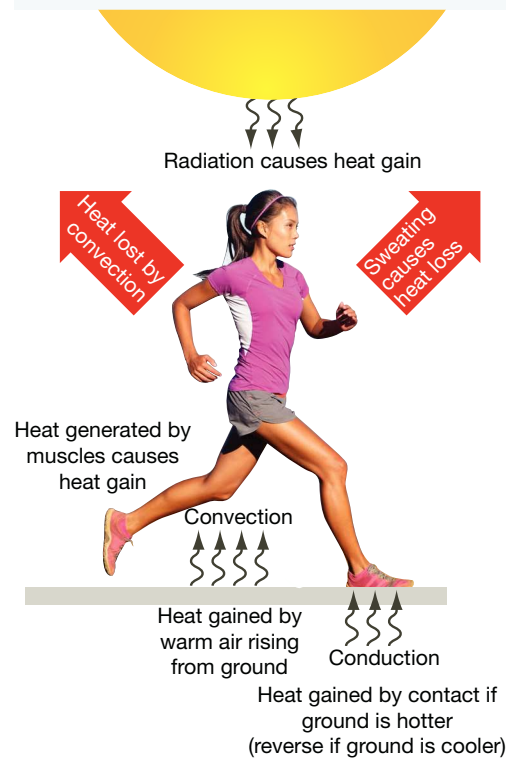 Radiation causes heat gain
Heat lost by
convection
Sweating
causes
heat loss
Heat generated by
muscles causes
heat gain
Convection
Heat gained by
warm air rising
from ground
Conduction
Heat gained by contact if
ground is hotter
(reverse if ground is cooler)